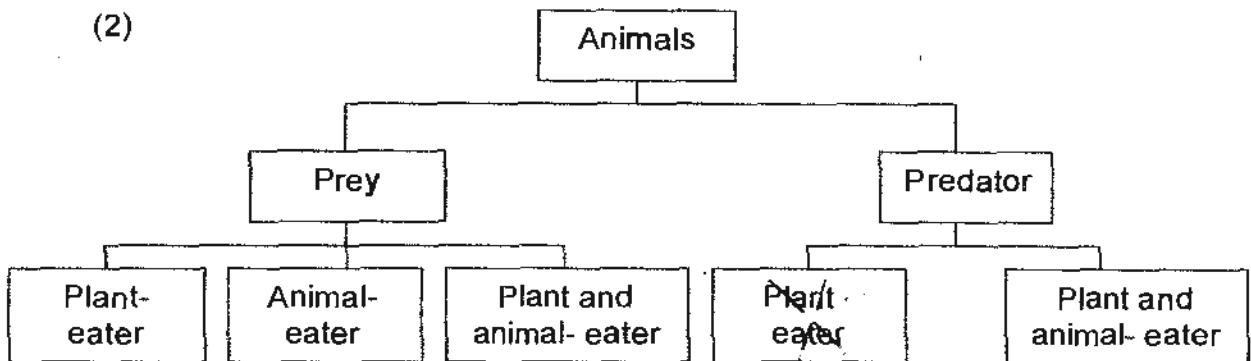 (2)
Animals
Prey
Predator
Plant-
eater
Animal-
eater
Plant and
animal- eater
Plant
eater
Plant and
animal- eater